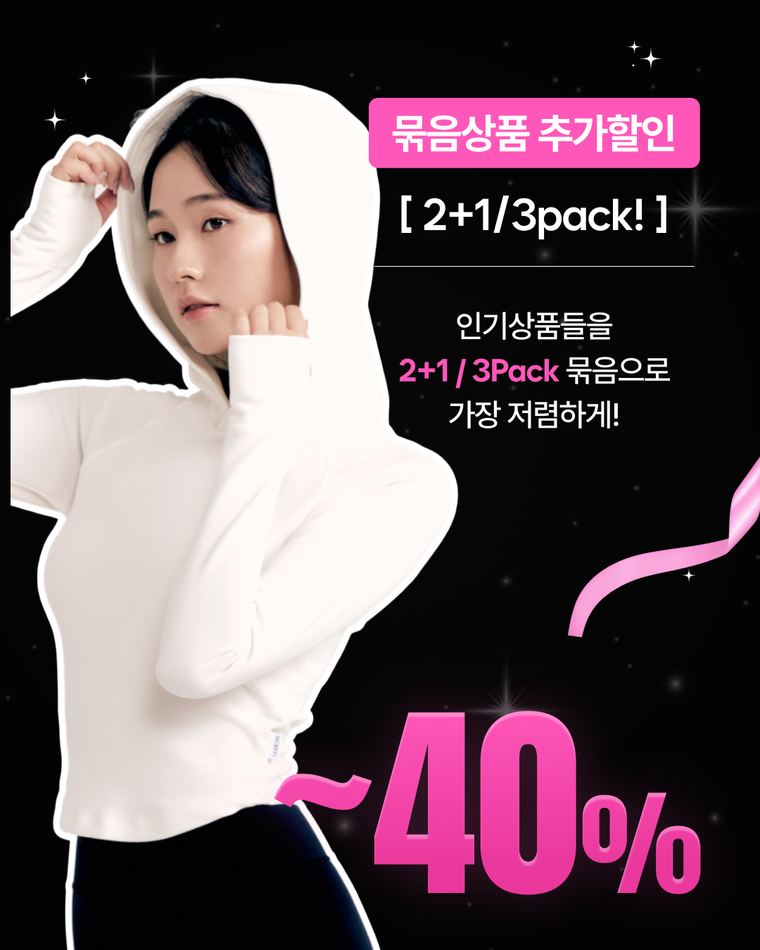 묶음상품 추가할인
[ 2+1/3pack! ]
인기상품들을
2+1 / 3Pack 묶음으로
가장 저렴하게!
~40%